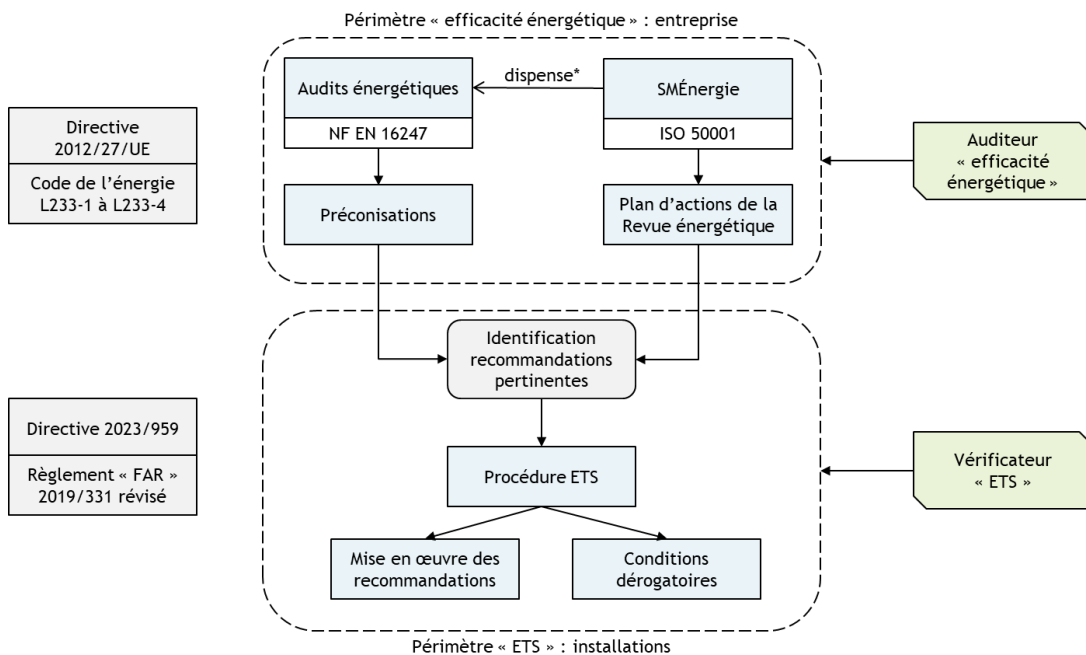 Périmètre « efficacité énergétique » : entreprise
Audits énergétiques
NF EN 16247
dispense*
SMÉnergie
ISO 50001
Directive
2012/27/UE
Code de l’énergie
L233-1 à L233-4
Auditeur
« efficacité
énergétique »
Préconisations
Plan d’actions de la
Revue énergétique
Identification
recommandations
pertinentes
Directive 2023/959
Règlement « FAR »
2019/331 révisé
Procédure ETS
Vérificateur
« ETS »
Mise en œuvre des
recommandations
Conditions
dérogatoires
Périmètre « ETS » : installations